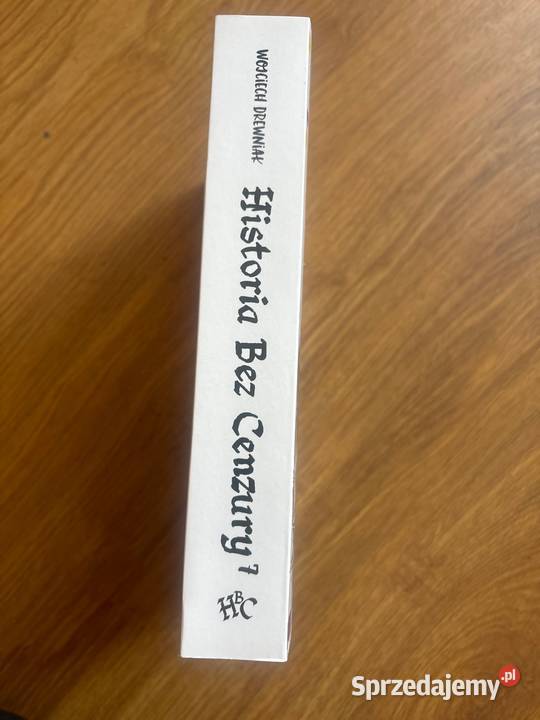 WOJCIECH DREWNIAK
Historia Bez Cenzury 7
HBC
Sprzedajemy.pl